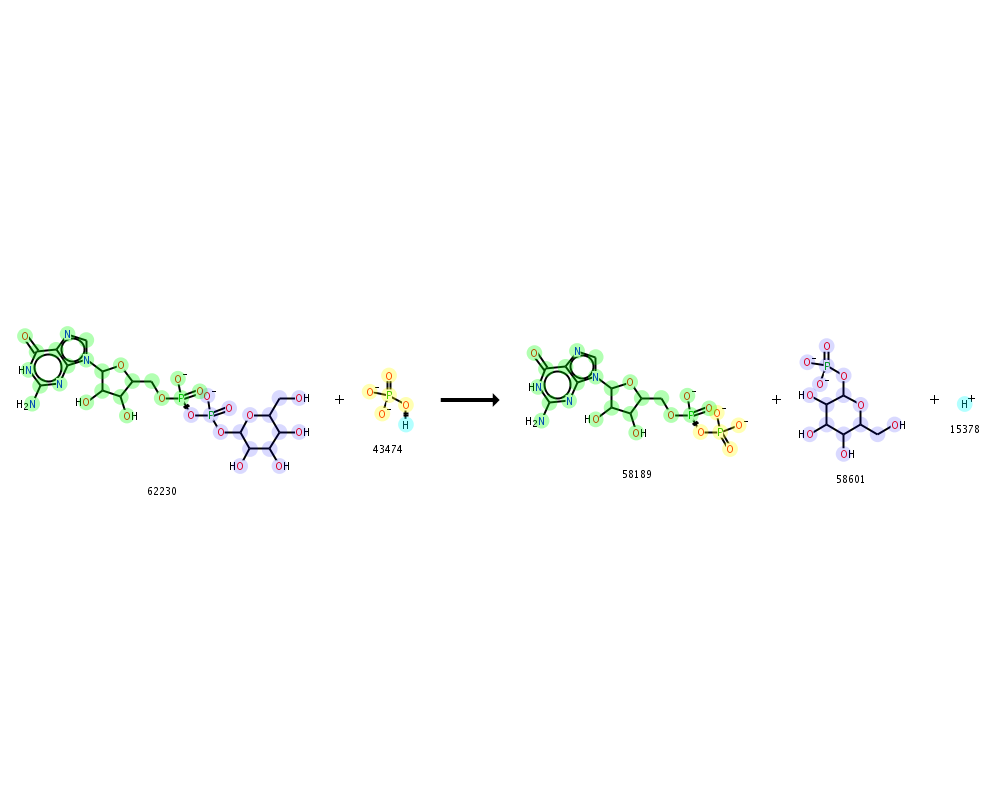 O N N HN N N H₂N HO OH O O O⁻ P O O O⁻ P O O O OH OH HO OH
62230
+
O O⁻ P O⁻ O H
43474
O N N HN N N H₂N HO OH O O O⁻ P O O O⁻ P O⁻ O
58189
+
O O⁻ P O⁻ O HO O HO OH OH
58601
+
H⁺
15378